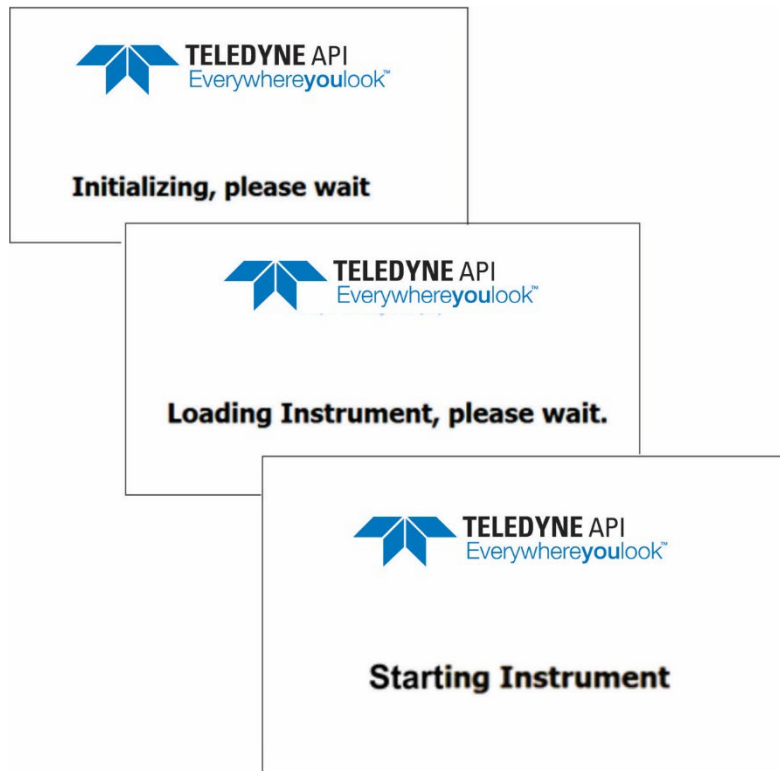 TELEDYNE API
Everywhereyoulook™
Initializing, please wait
TELEDYNE API
Everywhereyoulook™
Loading Instrument, please wait.
TELEDYNE API
Everywhereyoulook™
Starting Instrument